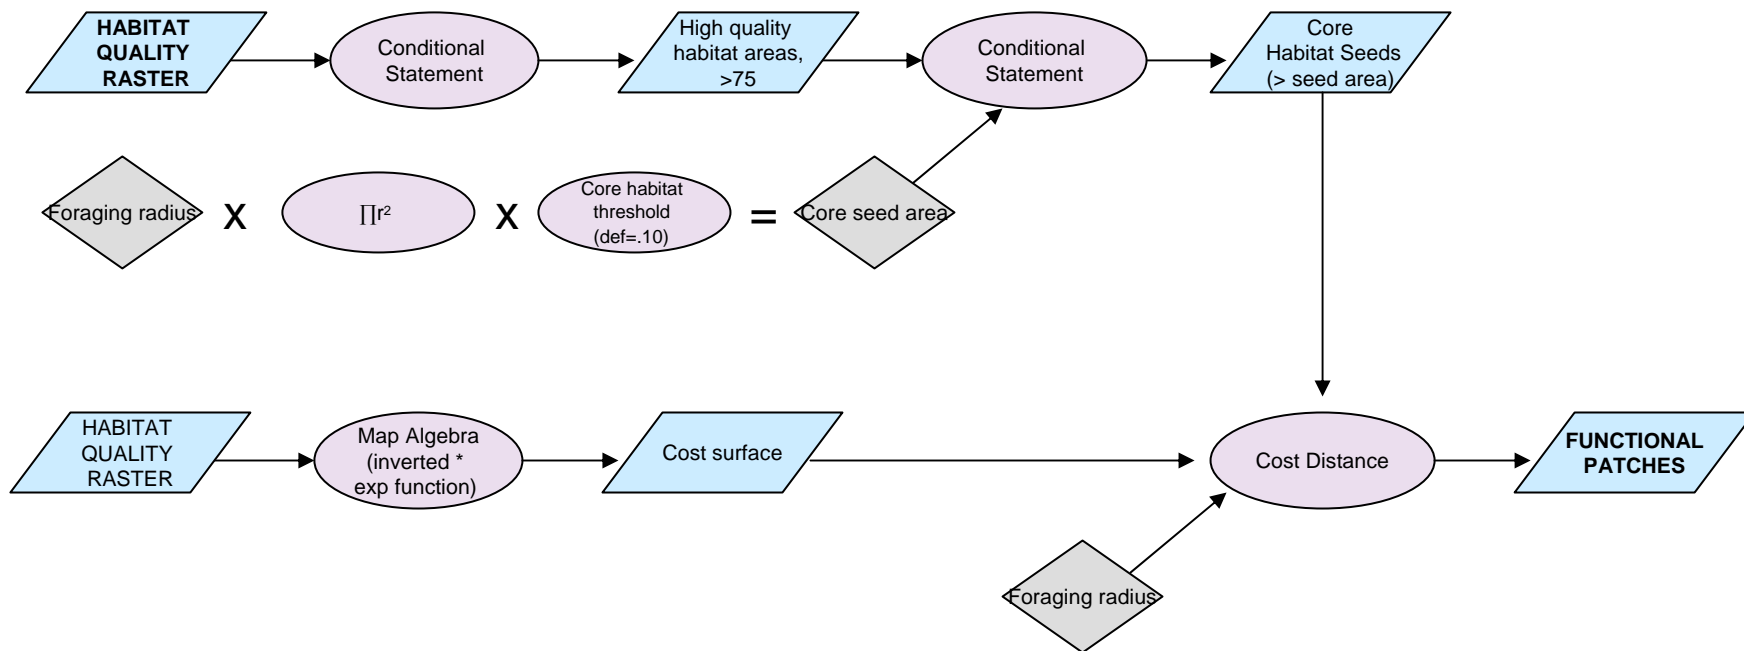 HABITAT
QUALITY
RASTER
Conditional
Statement
High quality
habitat areas,
>75
Conditional
Statement
Core
Habitat Seeds
(> seed area)
Foraging radius
X
∏r²
X
Core habitat
threshold
(def=.10)
=
Core seed area
HABITAT
QUALITY
RASTER
Map Algebra
(inverted *
exp function)
Cost surface
Cost Distance
FUNCTIONAL
PATCHES
Foraging radius